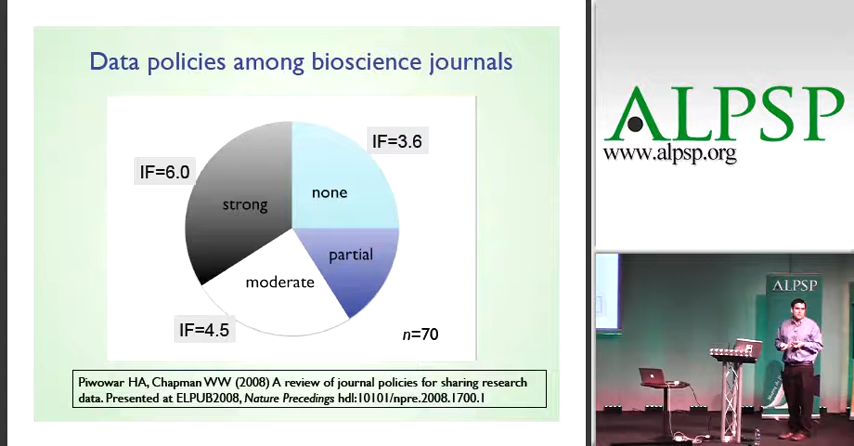 Data policies among bioscience journals
IF=3.6
IF=6.0
none
strong
partial
moderate
IF=4.5
n=70
Piwowar HA, Chapman WW (2008) A review of journal policies for sharing research
data. Presented at ELPUB2008, Nature Precedings hdl:10101/npre.2008.1700.1
ALPSP
www.alpsp.org
ALPSP